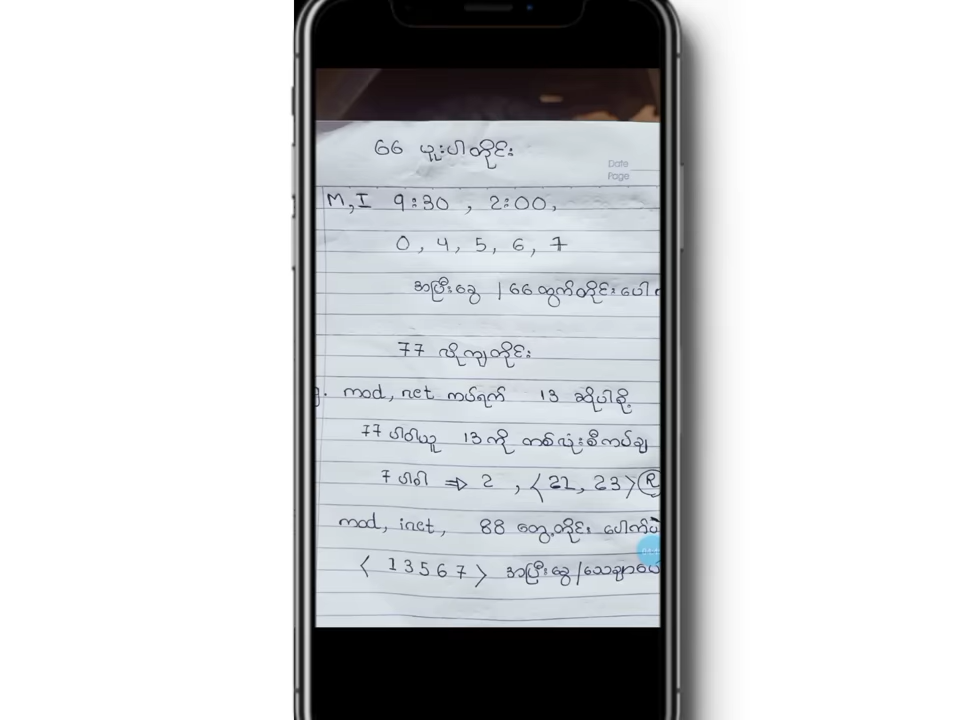 66 ယူးပါတိုင်း
Date
Page
M,I 9:30 , 2:00,
0, 4, 5, 6, 7
အပြီးခွေ /66 ထွက်တိုင်းပေါ
77 လိုကျတိုင်း
mod, net ကပ်ရက် 13 ဆိုပါစို့
77 ပါဝါယူ 13 ကို တစ်လုံးစီကပ်ချ
7 ပါဝါ ⇒ 2 , ⟨21, 23⟩ R
mod, inet, 88 တွေ့တိုင်း ပေါက်ပဲ
⟨ 13567 ⟩ အပြီးခွေ/သေချာ